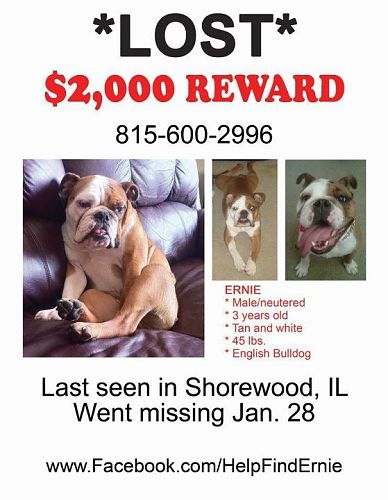 *LOST*
$2,000 REWARD
815-600-2996
ERNIE
* Male/neutered
* 3 years old
* Tan and white
* 45 lbs.
* English Bulldog
Last seen in Shorewood, IL
Went missing Jan. 28
www.Facebook.com/HelpFindErnie